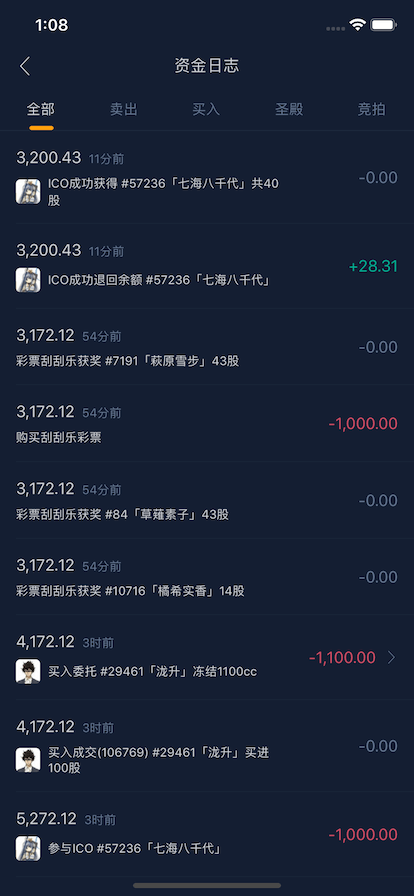 1:08
资金日志
全部 卖出 买入 圣殿 竞拍
3,200.43 11分前
-0.00
ICO成功获得 #57236「七海八千代」共40
股
3,200.43 11分前
+28.31
ICO成功退回余额 #57236「七海八千代」
3,172.12 54分前
-0.00
彩票刮刮乐获奖 #7191「萩原雪步」43股
3,172.12 54分前
-1,000.00
购买刮刮乐彩票
3,172.12 54分前
-0.00
彩票刮刮乐获奖 #84「草薙素子」43股
3,172.12 54分前
-0.00
彩票刮刮乐获奖 #10716「橘希实香」14股
4,172.12 3时前
-1,100.00
买入委托 #29461「泷升」冻结1100cc
4,172.12 3时前
-0.00
买入成交(106769) #29461「泷升」买进
100股
5,272.12 3时前
-1,000.00
参与ICO #57236「七海八千代」